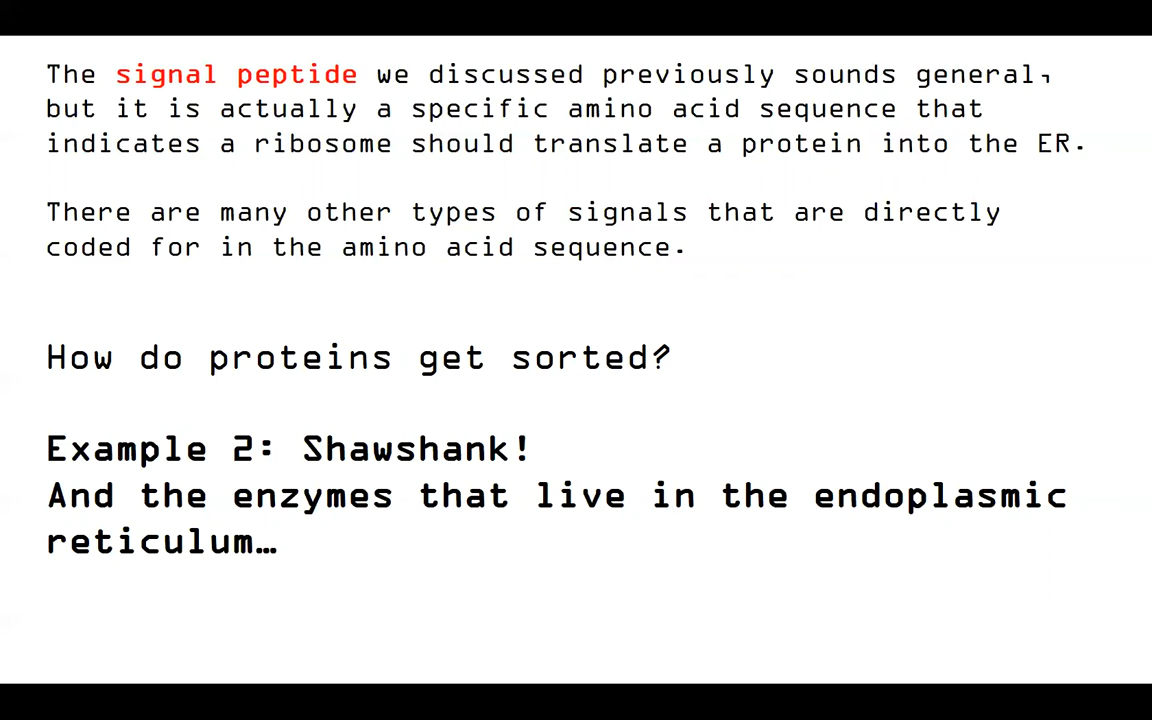 The signal peptide we discussed previously sounds general,
but it is actually a specific amino acid sequence that
indicates a ribosome should translate a protein into the ER.
There are many other types of signals that are directly
coded for in the amino acid sequence.
How do proteins get sorted?
Example 2: Shawshank!
And the enzymes that live in the endoplasmic
reticulum…